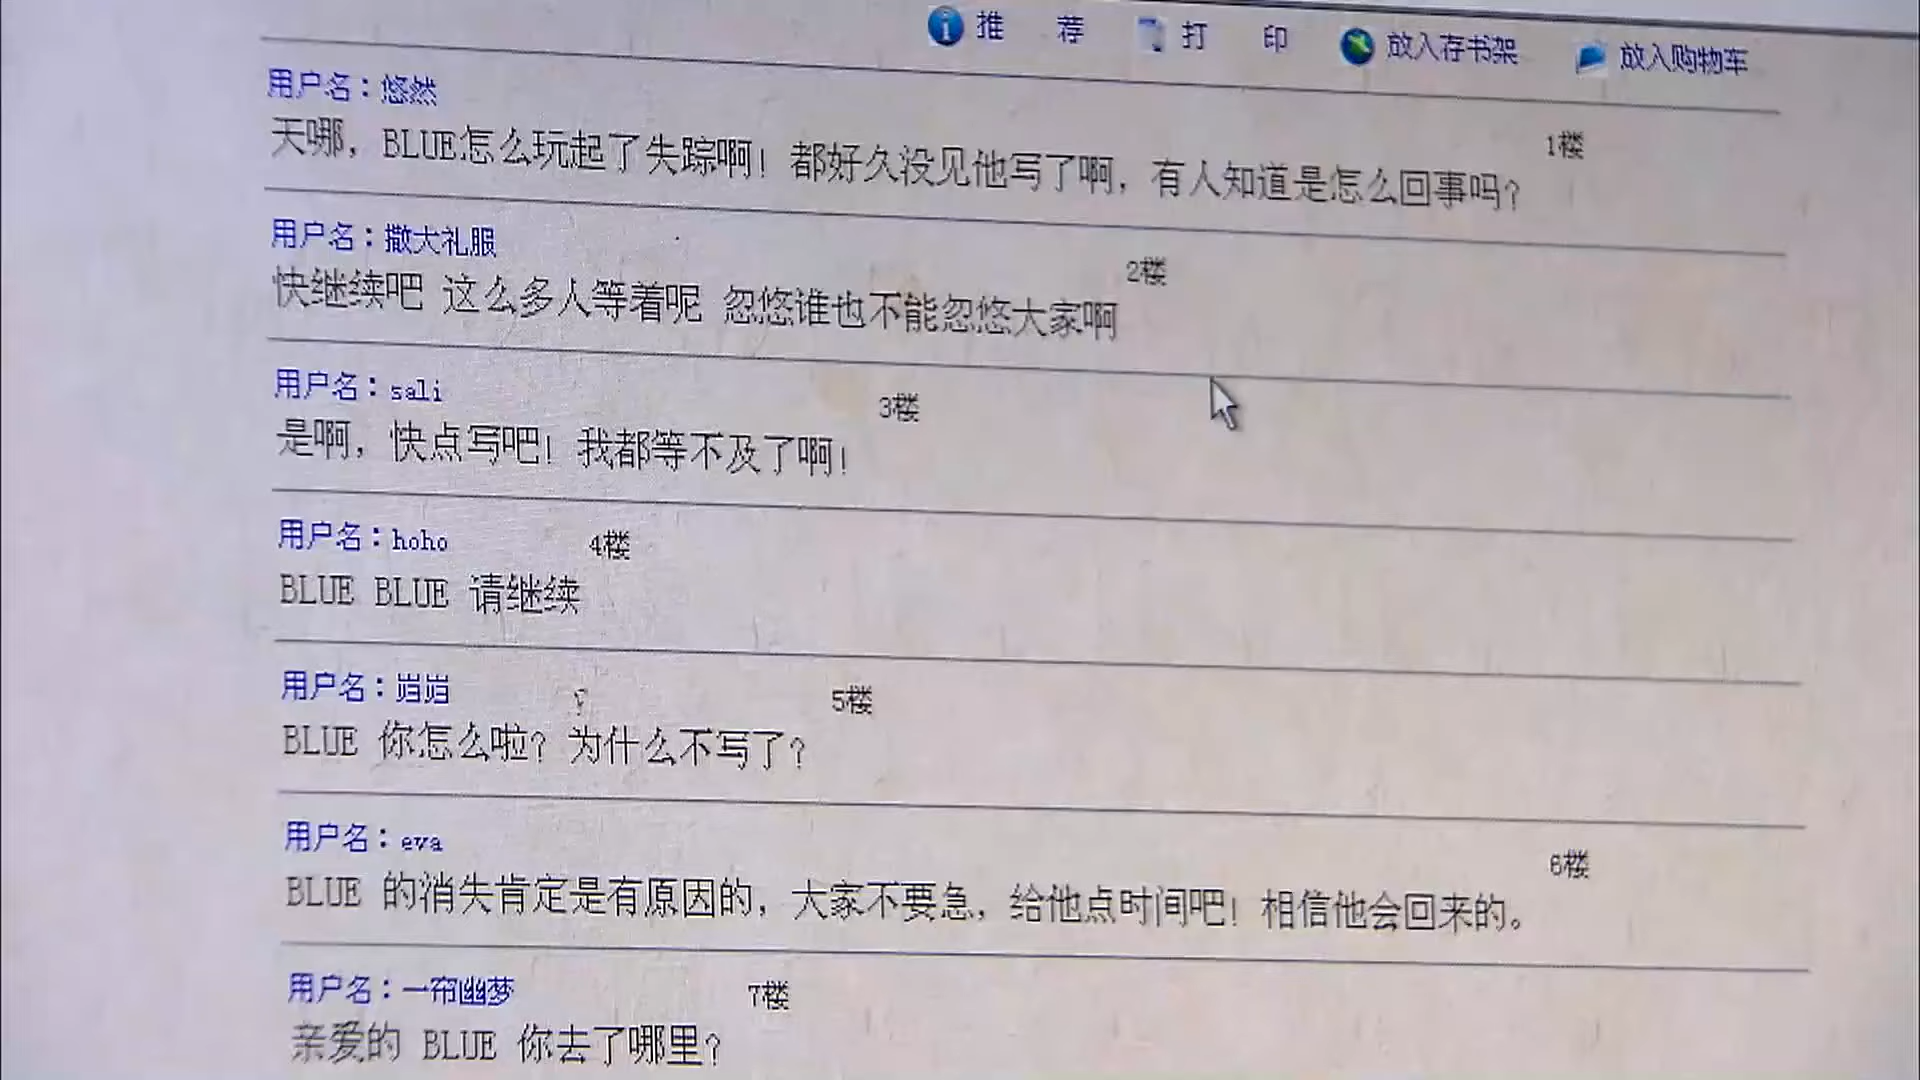 推 荐 打 印 放入存书架 放入购物车
用户名：悠然
1楼
天哪，BLUE怎么玩起了失踪啊！都好久没见他写了啊，有人知道是怎么回事吗？
用户名：撒大礼服
2楼
快继续吧 这么多人等着呢 忽悠谁也不能忽悠大家啊
用户名：sali
3楼
是啊，快点写吧！我都等不及了啊！
用户名：hoho
4楼
BLUE BLUE 请继续
用户名：
5楼
BLUE 你怎么啦？为什么不写了？
用户名：eva
6楼
BLUE 的消失肯定是有原因的，大家不要急，给他点时间吧！相信他会回来的。
用户名：一帘幽梦
7楼
亲爱的 BLUE 你去了哪里？